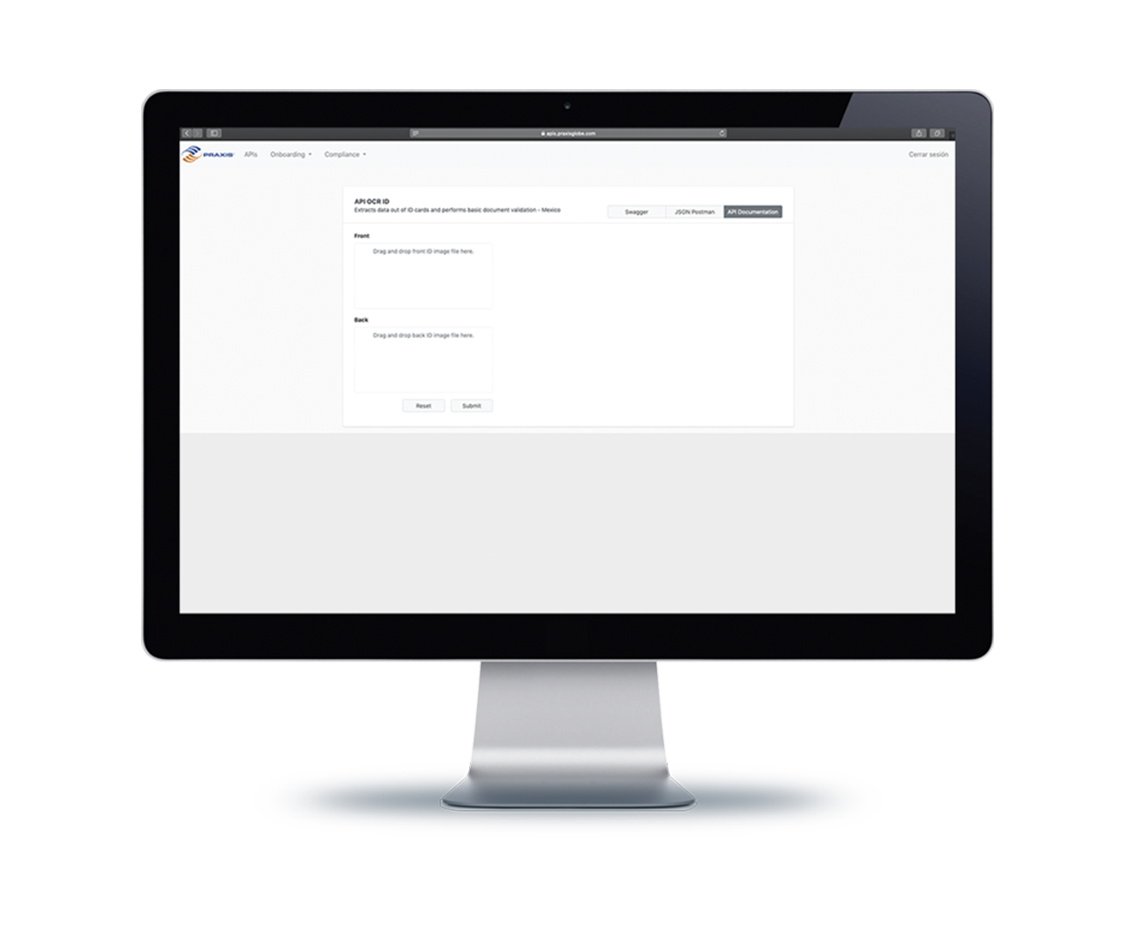 apis.praxisglobe.com
PRAXIS APIs Onboarding Compliance Cerrar sesión
API OCR ID
Extracts data out of ID cards and performs basic document validation - Mexico
Swagger JSON Postman API Documentation
Front
Drag and drop front ID image file here.
Back
Drag and drop back ID image file here.
Reset Submit